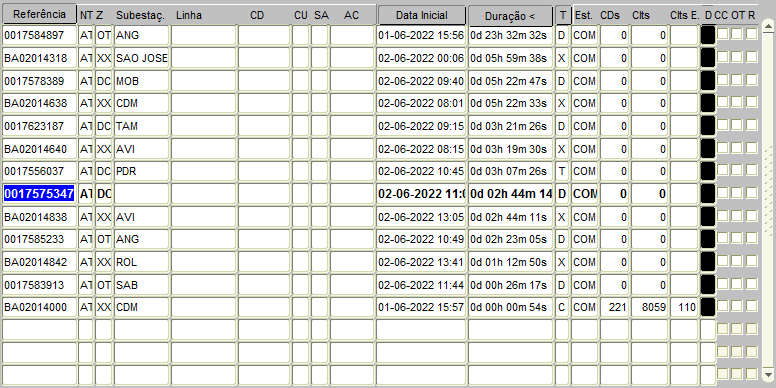 Referência NT Z Subestaç. Linha CD CU SA AC Data Inicial Duração < T Est. CDs Clts Clts E. D CC OT R
0017584897 AT OT ANG 01-06-2022 15:56 0d 23h 32m 32s D COM 0 0
BA02014318 AT XX SAO JOSE 02-06-2022 00:06 0d 05h 59m 38s X COM 0 0
0017578389 AT DC MOB 02-06-2022 09:40 0d 05h 22m 47s D COM 0 0
BA02014638 AT XX CDM 02-06-2022 08:01 0d 05h 22m 33s X COM 0 0
0017623187 AT DC TAM 02-06-2022 09:15 0d 03h 21m 26s D COM 0 0
BA02014640 AT XX AVI 02-06-2022 08:15 0d 03h 19m 30s X COM 0 0
0017556037 AT DC PDR 02-06-2022 10:45 0d 03h 07m 26s T COM 0 0
0017575347 AT DC 02-06-2022 11:0 0d 02h 44m 14 D COM 0 0
BA02014838 AT XX AVI 02-06-2022 13:05 0d 02h 44m 11s X COM 0 0
0017585233 AT OT ANG 02-06-2022 10:49 0d 02h 23m 05s D COM 0 0
BA02014842 AT XX ROL 02-06-2022 13:41 0d 01h 12m 50s X COM 0 0
0017583913 AT OT SAB 02-06-2022 11:44 0d 00h 26m 17s D COM 0 0
BA02014000 AT XX CDM 01-06-2022 15:57 0d 00h 00m 54s C COM 221 8059 110